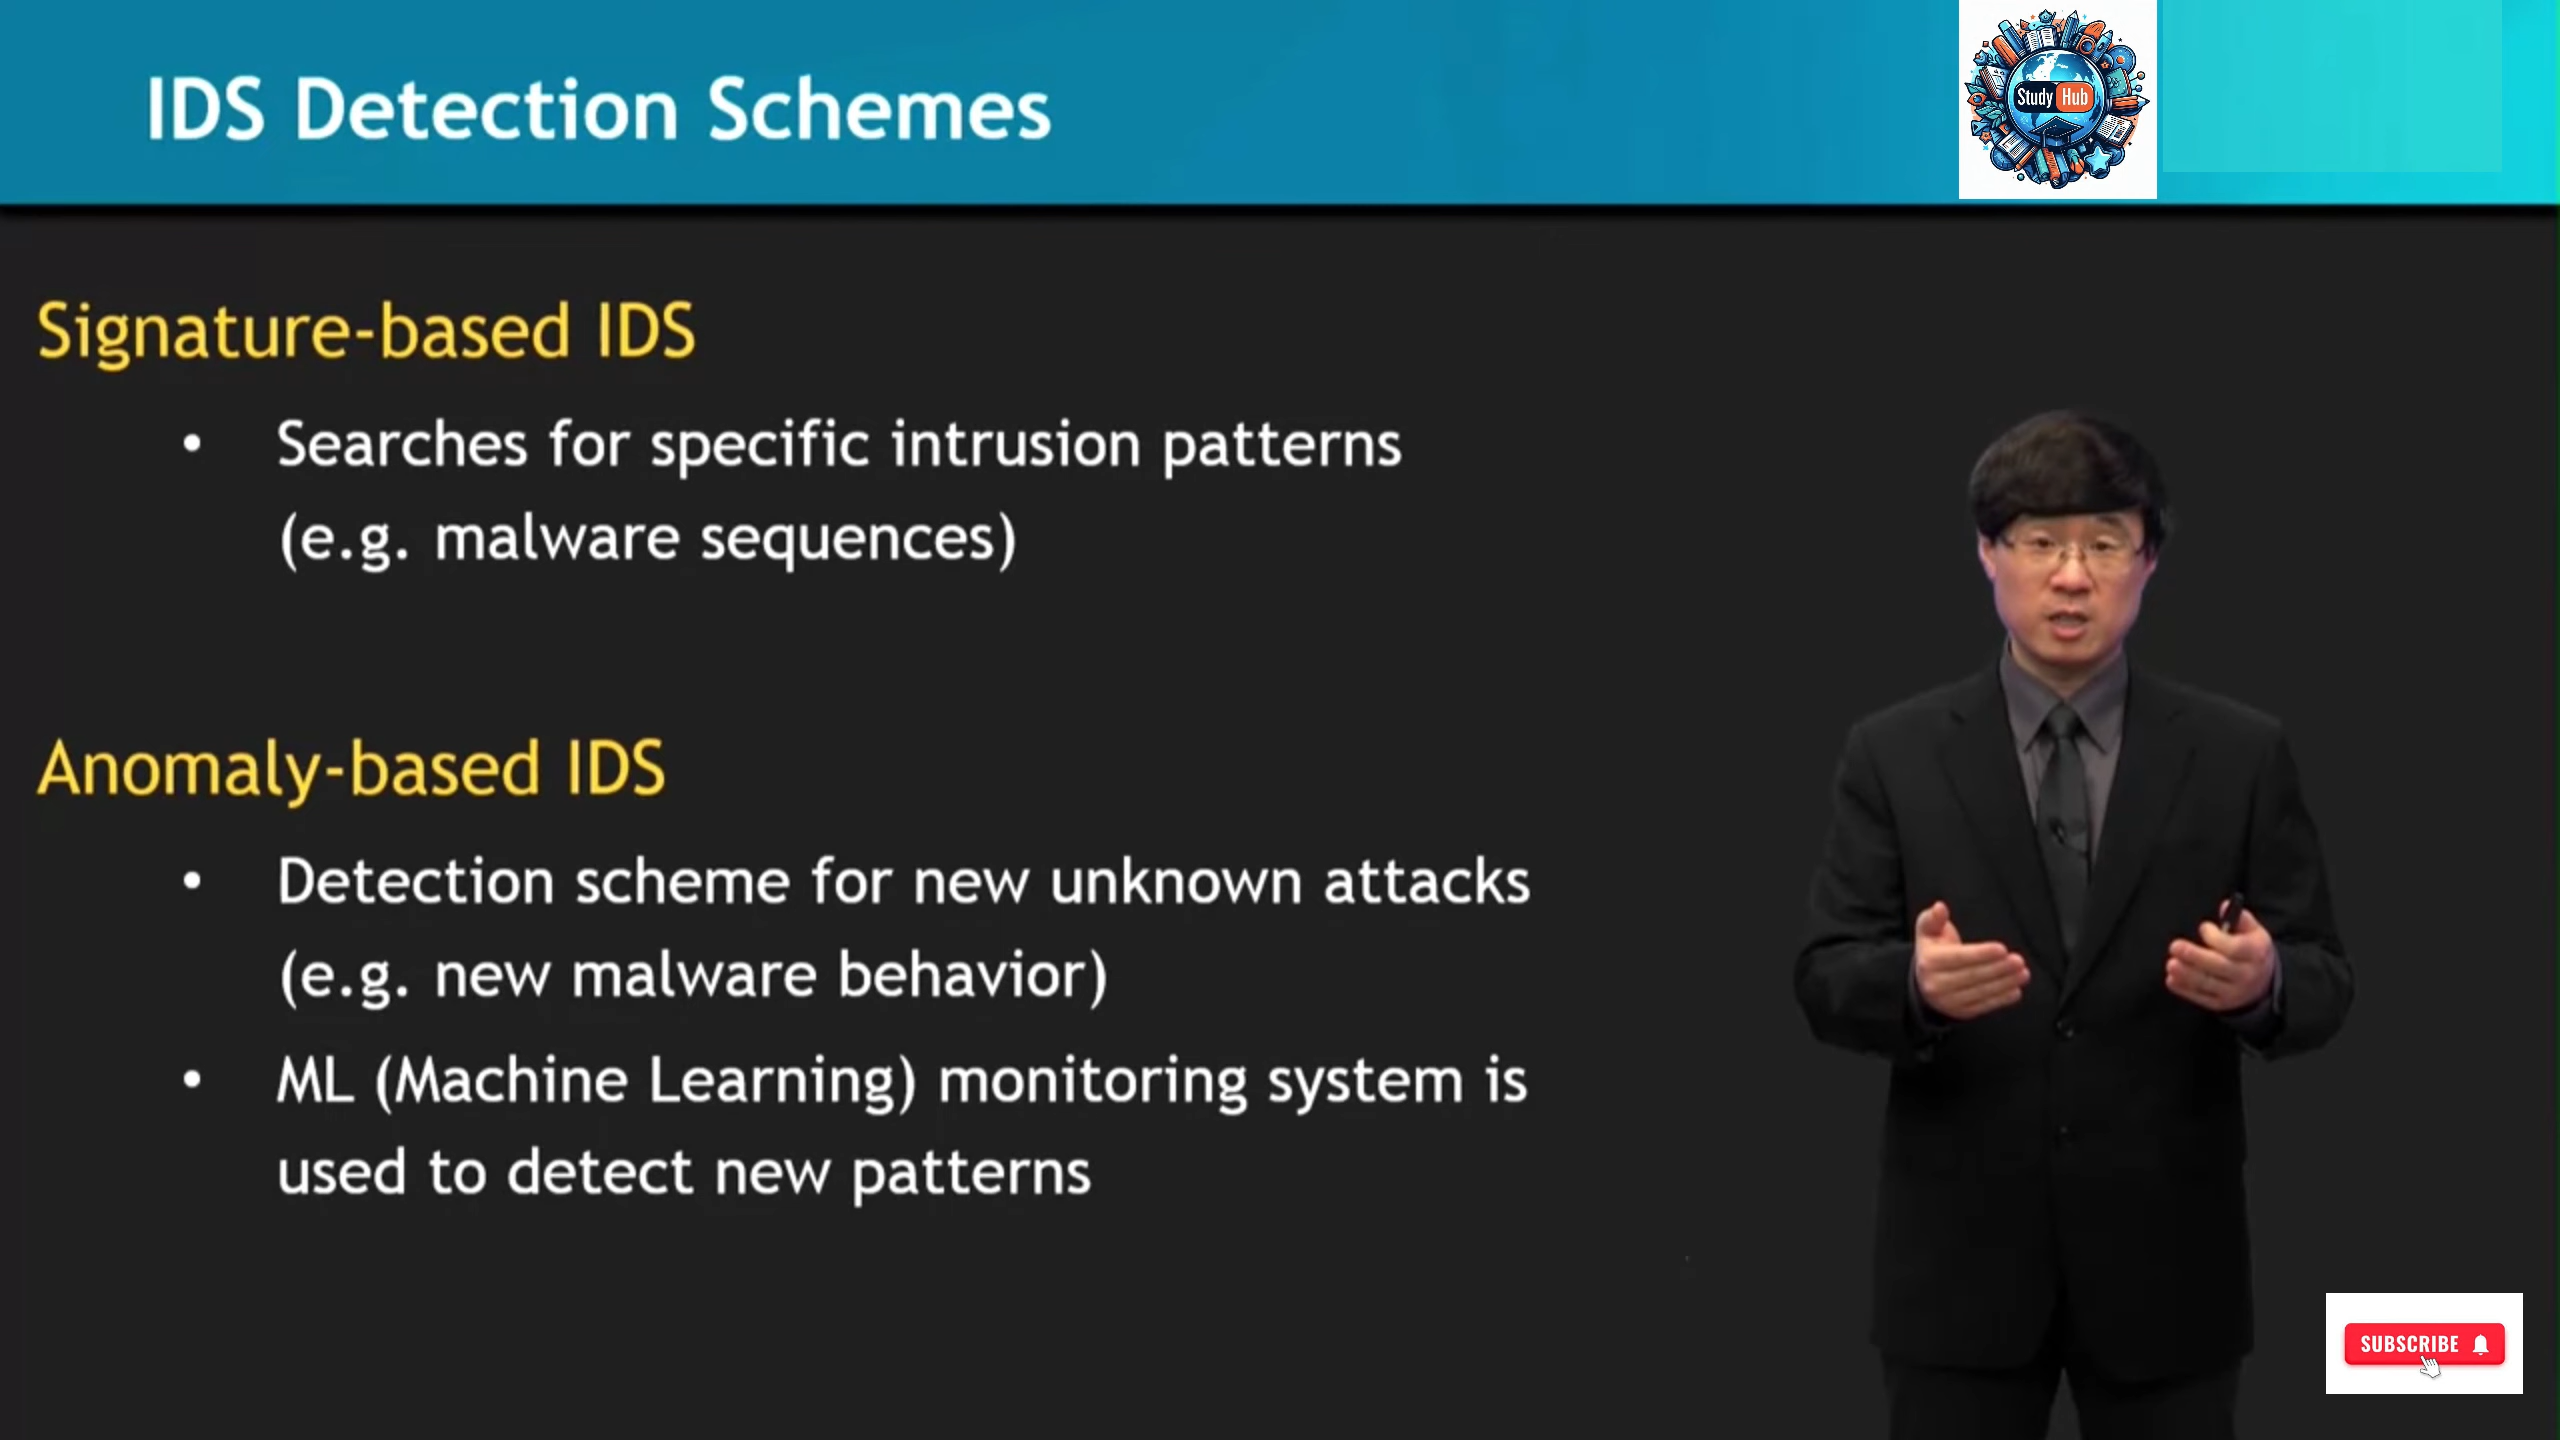 IDS Detection Schemes
Study Hub
Signature-based IDS
• Searches for specific intrusion patterns
(e.g. malware sequences)
Anomaly-based IDS
• Detection scheme for new unknown attacks
(e.g. new malware behavior)
• ML (Machine Learning) monitoring system is
used to detect new patterns
SUBSCRIBE